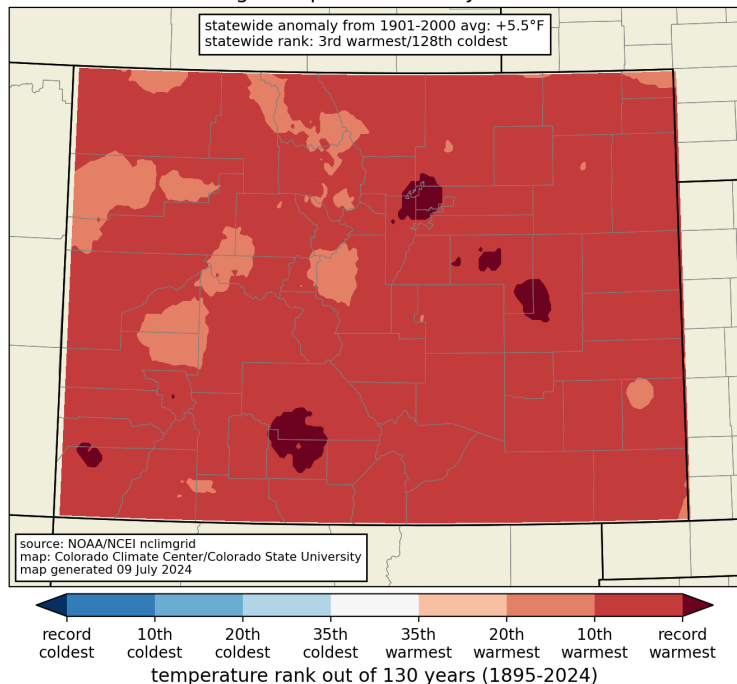 statewide anomaly from 1901-2000 avg: +5.5°F
statewide rank: 3rd warmest/128th coldest
source: NOAA/NCEI nclimgrid
map: Colorado Climate Center/Colorado State University
map generated 09 July 2024
record 10th 20th 35th 35th 20th 10th record
coldest coldest coldest coldest warmest warmest warmest warmest
temperature rank out of 130 years (1895-2024)